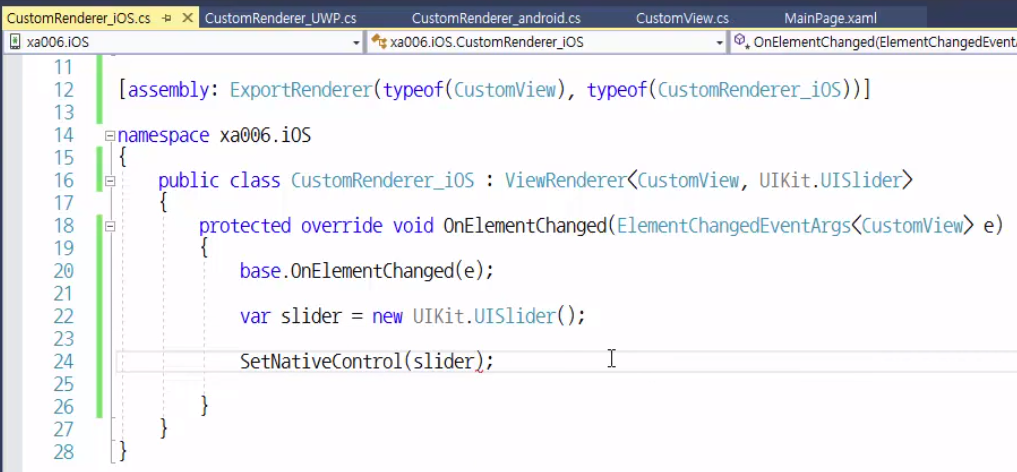 CustomRenderer_iOS.cs CustomRenderer_UWP.cs CustomRenderer_android.cs CustomView.cs MainPage.xaml
xa006.iOS xa006.iOS.CustomRenderer_iOS OnElementChanged(ElementChangedEventA
11
12 [assembly: ExportRenderer(typeof(CustomView), typeof(CustomRenderer_iOS))]
13
14 namespace xa006.iOS
15 {
16 public class CustomRenderer_iOS : ViewRenderer<CustomView, UIKit.UISlider>
17 {
18 protected override void OnElementChanged(ElementChangedEventArgs<CustomView> e)
19 {
20 base.OnElementChanged(e);
21
22 var slider = new UIKit.UISlider();
23
24 SetNativeControl(slider);
25
26 }
27 }
28 }